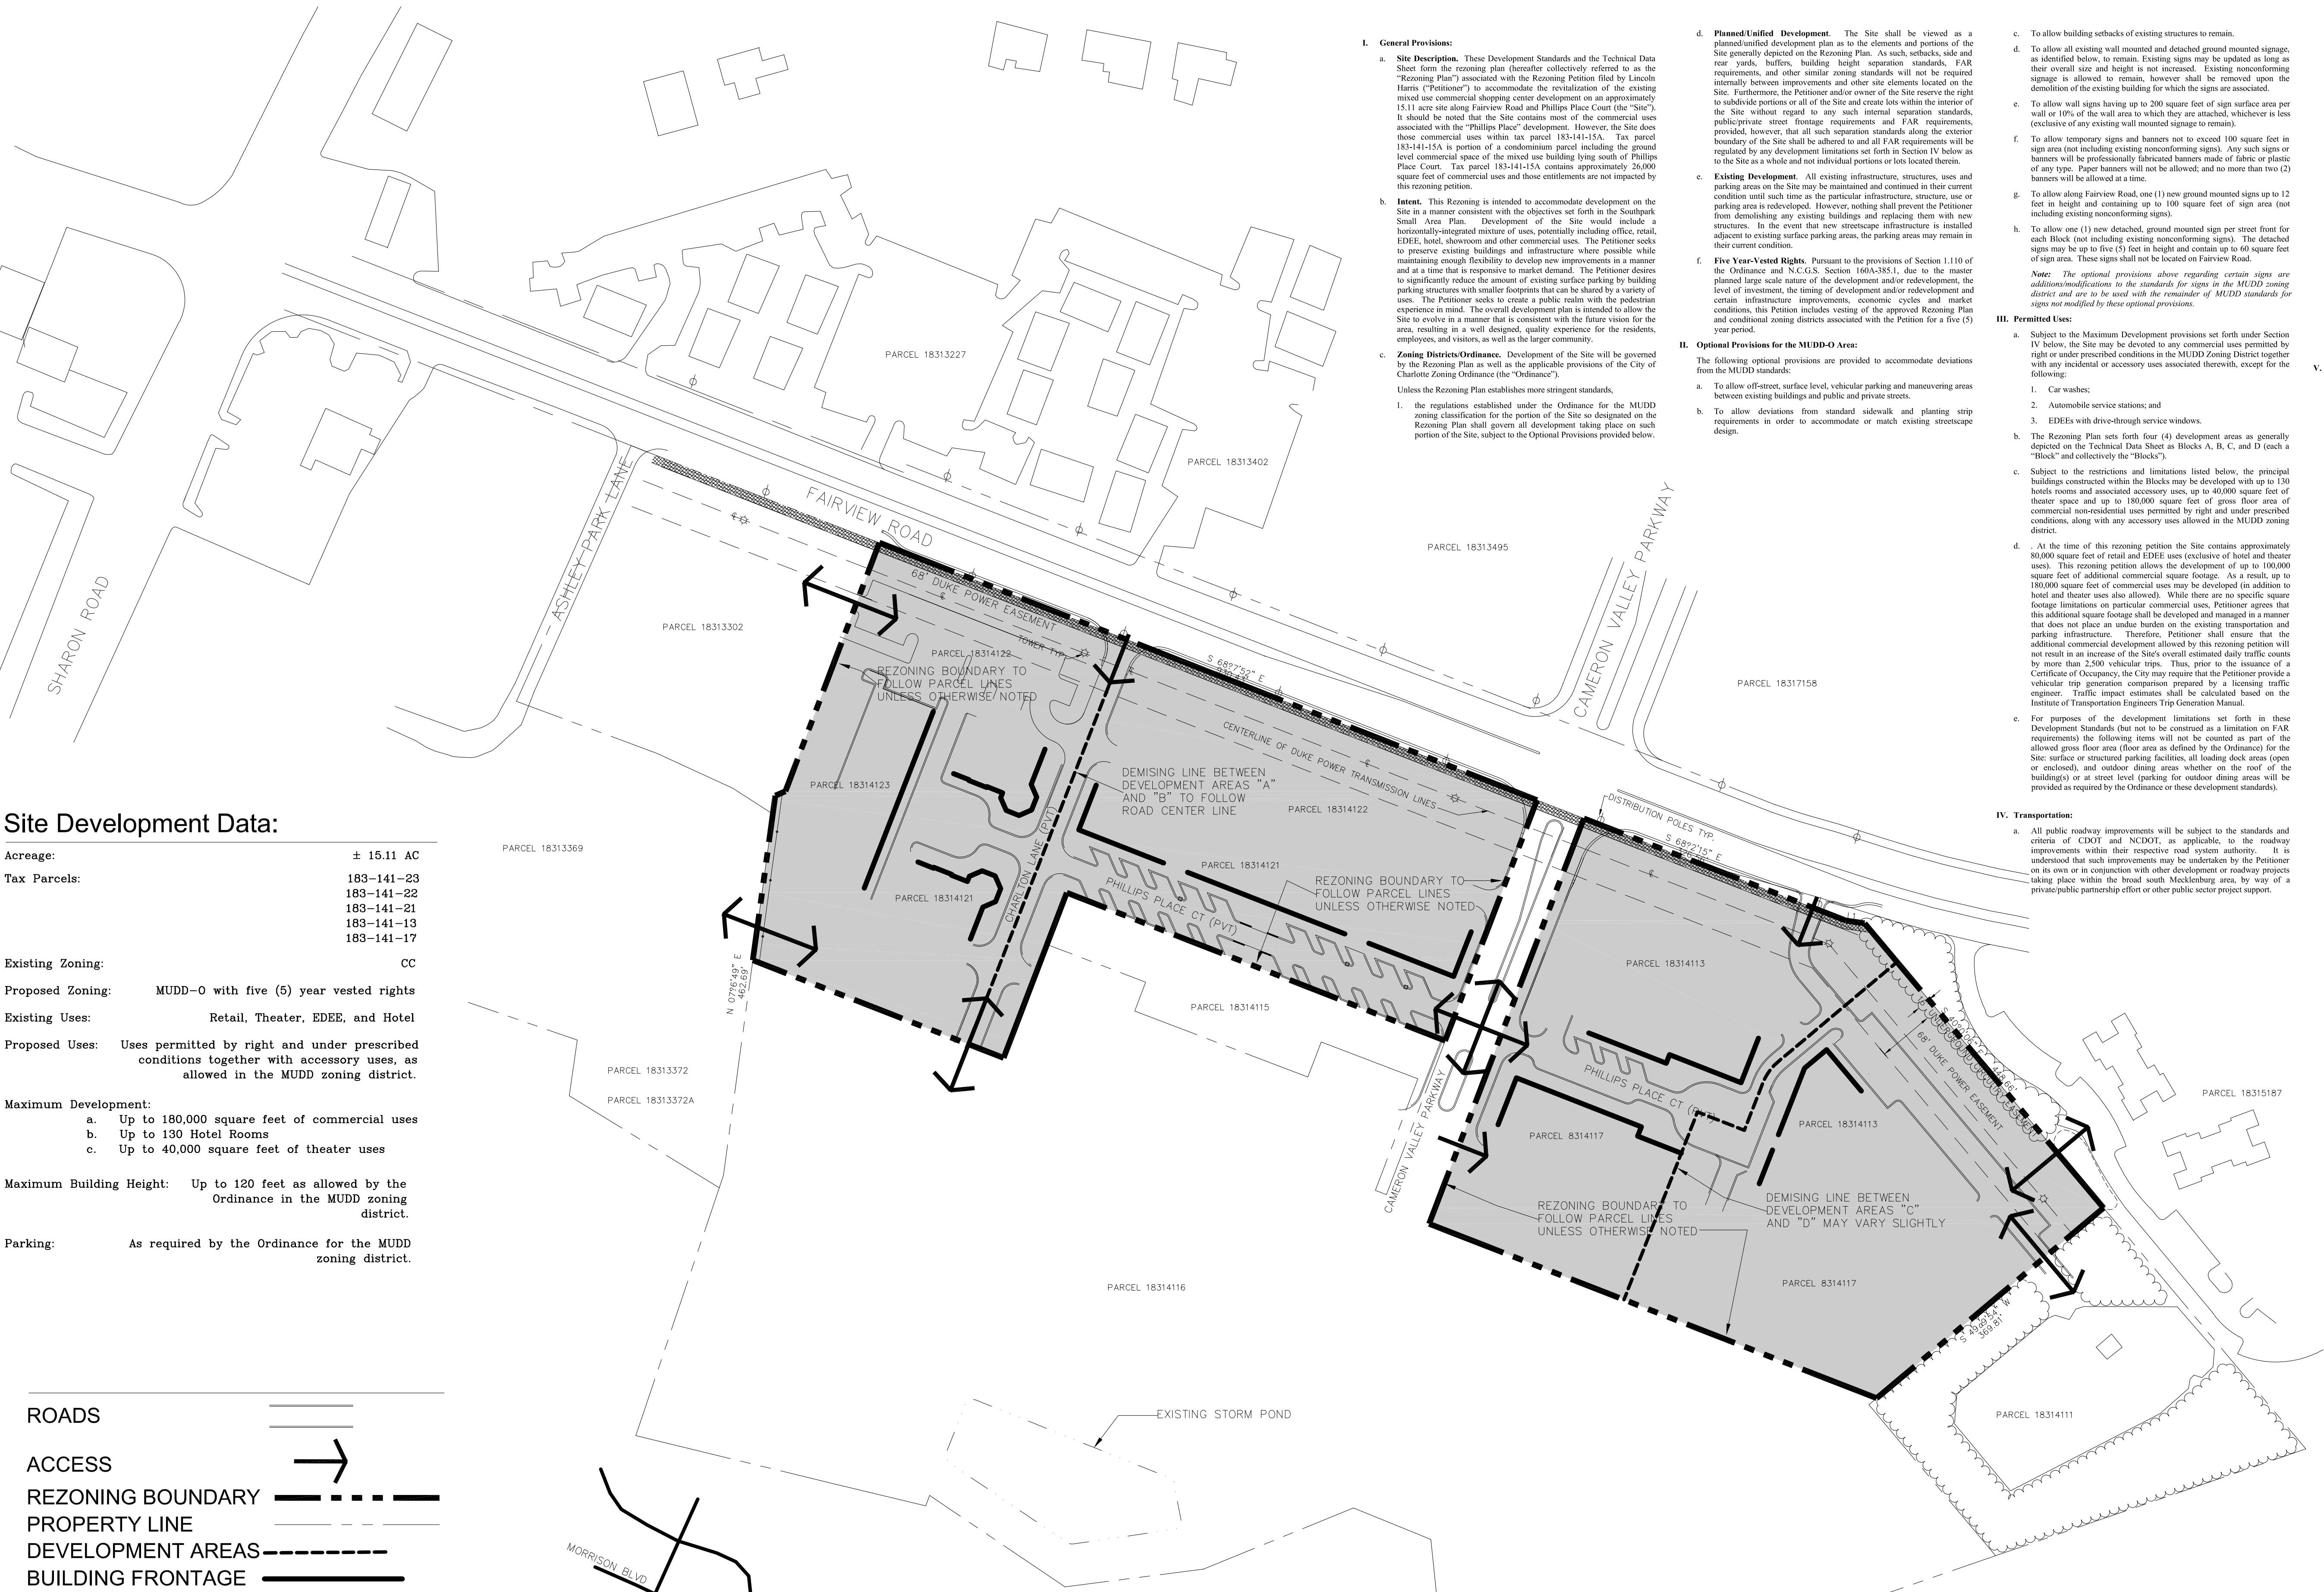 I. General Provisions:
a. Site Description. These Development Standards and the Technical Data
Sheet form the rezoning plan (hereafter collectively referred to as the
“Rezoning Plan”) associated with the Rezoning Petition filed by Lincoln
Harris (“Petitioner”) to accommodate the revitalization of the existing
mixed use commercial shopping center development on an approximately
15.11 acre site along Fairview Road and Phillips Place Court (the “Site”).
It should be noted that the Site contains most of the commercial uses
associated with the “Phillips Place” development. However, the Site does
those commercial uses within tax parcel 183-141-15A. Tax parcel
183-141-15A is portion of a condominium parcel including the ground
level commercial space of the mixed use building lying south of Phillips
Place Court. Tax parcel 183-141-15A contains approximately 26,000
square feet of commercial uses and those entitlements are not impacted by
this rezoning petition.
b. Intent. This Rezoning is intended to accommodate development on the
Site in a manner consistent with the objectives set forth in the Southpark
Small Area Plan. Development of the Site would include a
horizontally-integrated mixture of uses, potentially including office, retail,
EDEE, hotel, showroom and other commercial uses. The Petitioner seeks
to preserve existing buildings and infrastructure where possible while
maintaining enough flexibility to develop new improvements in a manner
and at a time that is responsive to market demand. The Petitioner desires
to significantly reduce the amount of existing surface parking by building
parking structures with smaller footprints that can be shared by a variety of
uses. The Petitioner seeks to create a public realm with the pedestrian
experience in mind. The overall development plan is intended to allow the
Site to evolve in a manner that is consistent with the future vision for the
area, resulting in a well designed, quality experience for the residents,
employees, and visitors, as well as the larger community.
c. Zoning Districts/Ordinance. Development of the Site will be governed
by the Rezoning Plan as well as the applicable provisions of the City of
Charlotte Zoning Ordinance (the “Ordinance”).
Unless the Rezoning Plan establishes more stringent standards,
1. the regulations established under the Ordinance for the MUDD
zoning classification for the portion of the Site so designated on the
Rezoning Plan shall govern all development taking place on such
portion of the Site, subject to the Optional Provisions provided below.
d. Planned/Unified Development. The Site shall be viewed as a
planned/unified development plan as to the elements and portions of the
Site generally depicted on the Rezoning Plan. As such, setbacks, side and
rear yards, buffers, building height separation standards, FAR
requirements, and other similar zoning standards will not be required
internally between improvements and other site elements located on the
Site. Furthermore, the Petitioner and/or owner of the Site reserve the right
to subdivide portions or all of the Site and create lots within the interior of
the Site without regard to any such internal separation standards,
public/private street frontage requirements and FAR requirements,
provided, however, that all such separation standards along the exterior
boundary of the Site shall be adhered to and all FAR requirements will be
regulated by any development limitations set forth in Section IV below as
to the Site as a whole and not individual portions or lots located therein.
e. Existing Development. All existing infrastructure, structures, uses and
parking areas on the Site may be maintained and continued in their current
condition until such time as the particular infrastructure, structure, use or
parking area is redeveloped. However, nothing shall prevent the Petitioner
from demolishing any existing buildings and replacing them with new
structures. In the event that new streetscape infrastructure is installed
adjacent to existing surface parking areas, the parking areas may remain in
their current condition.
f. Five Year-Vested Rights. Pursuant to the provisions of Section 1.110 of
the Ordinance and N.C.G.S. Section 160A-385.1, due to the master
planned large scale nature of the development and/or redevelopment, the
level of investment, the timing of development and/or redevelopment and
certain infrastructure improvements, economic cycles and market
conditions, this Petition includes vesting of the approved Rezoning Plan
and conditional zoning districts associated with the Petition for a five (5)
year period.
II. Optional Provisions for the MUDD-O Area:
The following optional provisions are provided to accommodate deviations
from the MUDD standards:
a. To allow off-street, surface level, vehicular parking and maneuvering areas
between existing buildings and public and private streets.
b. To allow deviations from standard sidewalk and planting strip
requirements in order to accommodate or match existing streetscape
design.
c. To allow building setbacks of existing structures to remain.
d. To allow all existing wall mounted and detached ground mounted signage,
as identified below, to remain. Existing signs may be updated as long as
their overall size and height is not increased. Existing nonconforming
signage is allowed to remain, however shall be removed upon the
demolition of the existing building for which the signs are associated.
e. To allow wall signs having up to 200 square feet of sign surface area per
wall or 10% of the wall area to which they are attached, whichever is less
(exclusive of any existing wall mounted signage to remain).
f. To allow temporary signs and banners not to exceed 100 square feet in
sign area (not including existing nonconforming signs). Any such signs or
banners will be professionally fabricated banners made of fabric or plastic
of any type. Paper banners will not be allowed; and no more than two (2)
banners will be allowed at a time.
g. To allow along Fairview Road, one (1) new ground mounted signs up to 12
feet in height and containing up to 100 square feet of sign area (not
including existing nonconforming signs).
h. To allow one (1) new detached, ground mounted sign per street front for
each Block (not including existing nonconforming signs). The detached
signs may be up to five (5) feet in height and contain up to 60 square feet
of sign area. These signs shall not be located on Fairview Road.
Note: The optional provisions above regarding certain signs are
additions/modifications to the standards for signs in the MUDD zoning
district and are to be used with the remainder of MUDD standards for
signs not modified by these optional provisions.
III. Permitted Uses:
a. Subject to the Maximum Development provisions set forth under Section
IV below, the Site may be devoted to any commercial uses permitted by
right or under prescribed conditions in the MUDD Zoning District together
with any incidental or accessory uses associated therewith, except for the
following:
1. Car washes;
2. Automobile service stations; and
3. EDEEs with drive-through service windows.
b. The Rezoning Plan sets forth four (4) development areas as generally
depicted on the Technical Data Sheet as Blocks A, B, C, and D (each a
“Block” and collectively the “Blocks”).
c. Subject to the restrictions and limitations listed below, the principal
buildings constructed within the Blocks may be developed with up to 130
hotels rooms and associated accessory uses, up to 40,000 square feet of
theater space and up to 180,000 square feet of gross floor area of
commercial non-residential uses permitted by right and under prescribed
conditions, along with any accessory uses allowed in the MUDD zoning
district.
d. . At the time of this rezoning petition the Site contains approximately
80,000 square feet of retail and EDEE uses (exclusive of hotel and theater
uses). This rezoning petition allows the development of up to 100,000
square feet of additional commercial square footage. As a result, up to
180,000 square feet of commercial uses may be developed (in addition to
hotel and theater uses also allowed). While there are no specific square
footage limitations on particular commercial uses, Petitioner agrees that
this additional square footage shall be developed and managed in a manner
that does not place an undue burden on the existing transportation and
parking infrastructure. Therefore, Petitioner shall ensure that the
additional commercial development allowed by this rezoning petition will
not result in an increase of the Site's overall estimated daily traffic counts
by more than 2,500 vehicular trips. Thus, prior to the issuance of a
Certificate of Occupancy, the City may require that the Petitioner provide a
vehicular trip generation comparison prepared by a licensing traffic
engineer. Traffic impact estimates shall be calculated based on the
Institute of Transportation Engineers Trip Generation Manual.
e. For purposes of the development limitations set forth in these
Development Standards (but not to be construed as a limitation on FAR
requirements) the following items will not be counted as part of the
allowed gross floor area (floor area as defined by the Ordinance) for the
Site: surface or structured parking facilities, all loading dock areas (open
or enclosed), and outdoor dining areas whether on the roof of the
building(s) or at street level (parking for outdoor dining areas will be
provided as required by the Ordinance or these development standards).
IV. Transportation:
a. All public roadway improvements will be subject to the standards and
criteria of CDOT and NCDOT, as applicable, to the roadway
improvements within their respective road system authority. It is
understood that such improvements may be undertaken by the Petitioner
on its own or in conjunction with other development or roadway projects
taking place within the broad south Mecklenburg area, by way of a
private/public partnership effort or other public sector project support.
V.
PARCEL 18313227
PARCEL 18313402
PARCEL 18313495
PARCEL 18317158
FAIRVIEW ROAD
ASHLEY PARK LANE
SHARON ROAD
CAMERON VALLEY PARKWAY
PARCEL 18313302
68' DUKE POWER EASEMENT
TOWER TYP.
PARCEL 18314122
REZONING BOUNDARY TO
FOLLOW PARCEL LINES
UNLESS OTHERWISE NOTED
S 68°7'52" E
CENTERLINE OF DUKE POWER TRANSMISSION LINES
DEMISING LINE BETWEEN
DEVELOPMENT AREAS "A"
AND "B" TO FOLLOW
ROAD CENTER LINE
PARCEL 18314122
PARCEL 18314123
DISTRIBUTION POLES TYP.
S 68°2'15" E
PARCEL 18313369
PARCEL 18314121
PARCEL 18314121
CHARLTON LANE (PVT)
PHILLIPS PLACE CT (PVT)
REZONING BOUNDARY TO
FOLLOW PARCEL LINES
UNLESS OTHERWISE NOTED
L1
N 07°6'49" E
462.69'
PARCEL 18314115
PARCEL 18314113
68' DUKE POWER EASEMENT
PARCEL 18313372
PARCEL 18313372A
PHILLIPS PLACE CT (PVT)
PARCEL 8314117
PARCEL 18314113
PARCEL 18315187
CAMERON VALLEY PARKWAY
REZONING BOUNDARY TO
FOLLOW PARCEL LINES
UNLESS OTHERWISE NOTED
DEMISING LINE BETWEEN
DEVELOPMENT AREAS "C"
AND "D" MAY VARY SLIGHTLY
PARCEL 18314116
PARCEL 8314117
369.81'
EXISTING STORM POND
PARCEL 18314111
MORRISON BLVD
Site Development Data:
Acreage: ± 15.11 AC
Tax Parcels: 183-141-23
183-141-22
183-141-21
183-141-13
183-141-17
Existing Zoning: CC
Proposed Zoning: MUDD-O with five (5) year vested rights
Existing Uses: Retail, Theater, EDEE, and Hotel
Proposed Uses: Uses permitted by right and under prescribed
conditions together with accessory uses, as
allowed in the MUDD zoning district.
Maximum Development:
a. Up to 180,000 square feet of commercial uses
b. Up to 130 Hotel Rooms
c. Up to 40,000 square feet of theater uses
Maximum Building Height: Up to 120 feet as allowed by the
Ordinance in the MUDD zoning
district.
Parking: As required by the Ordinance for the MUDD
zoning district.
ROADS
ACCESS
REZONING BOUNDARY
PROPERTY LINE
DEVELOPMENT AREAS
BUILDING FRONTAGE